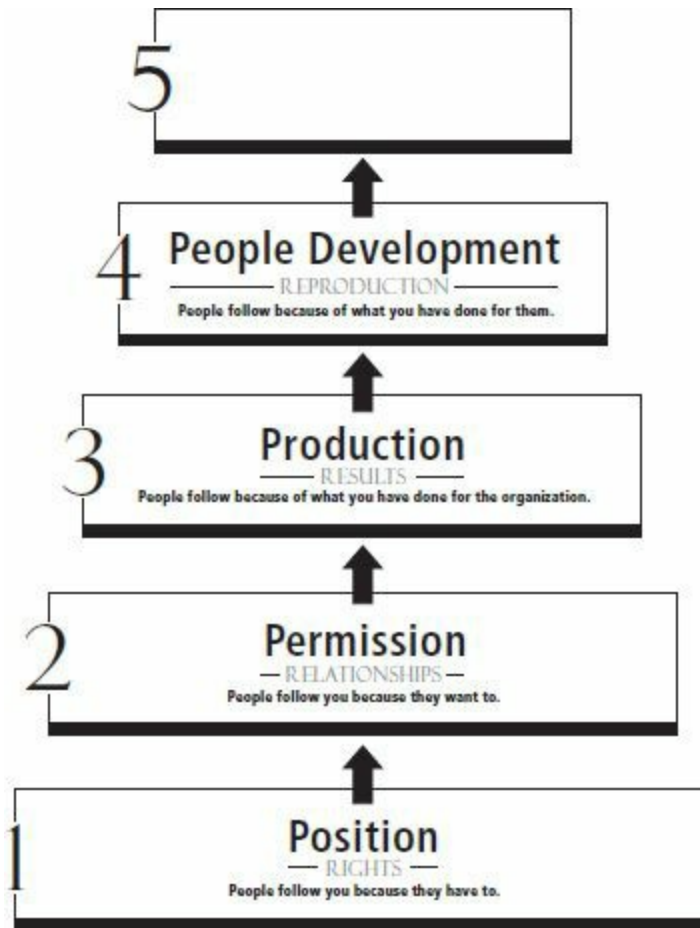 5
4
People Development
REPRODUCTION
People follow because of what you have done for them.
3
Production
RESULTS
People follow because of what you have done for the organization.
2
Permission
RELATIONSHIPS
People follow you because they want to.
1
Position
RIGHTS
People follow you because they have to.